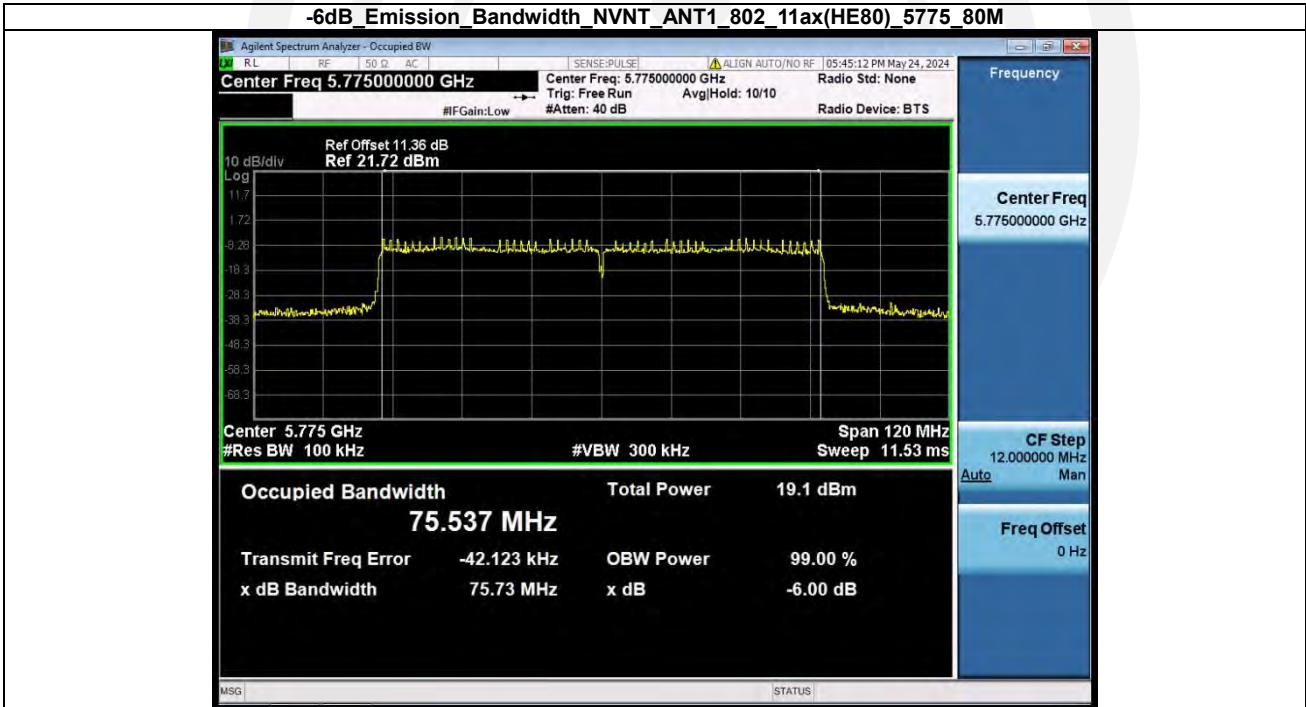 -6dB_Emission_Bandwidth_NVNT_ANT1_802_11ax(HE80)_5775_80M
Agilent Spectrum Analyzer - Occupied BW
RL RF 50 Ω AC SENSE:PULSE ALIGN AUTO/NO RF 05:45:12 PM May 24, 2024
Center Freq 5.775000000 GHz Center Freq: 5.775000000 GHz Radio Std: None
Trig: Free Run Avg|Hold: 10/10
#IFGain:Low #Atten: 40 dB Radio Device: BTS
Frequency
Ref Offset 11.36 dB
10 dB/div Ref 21.72 dBm
Log
11.7
1.72
-8.28
-18.3
-28.3
-38.3
-48.3
-58.3
-68.3
Center 5.775 GHz Span 120 MHz
#Res BW 100 kHz #VBW 300 kHz Sweep 11.53 ms
Center Freq
5.775000000 GHz
CF Step
12.000000 MHz
Auto Man
Freq Offset
0 Hz
Occupied Bandwidth Total Power 19.1 dBm
75.537 MHz
Transmit Freq Error -42.123 kHz OBW Power 99.00 %
x dB Bandwidth 75.73 MHz x dB -6.00 dB
MSG STATUS